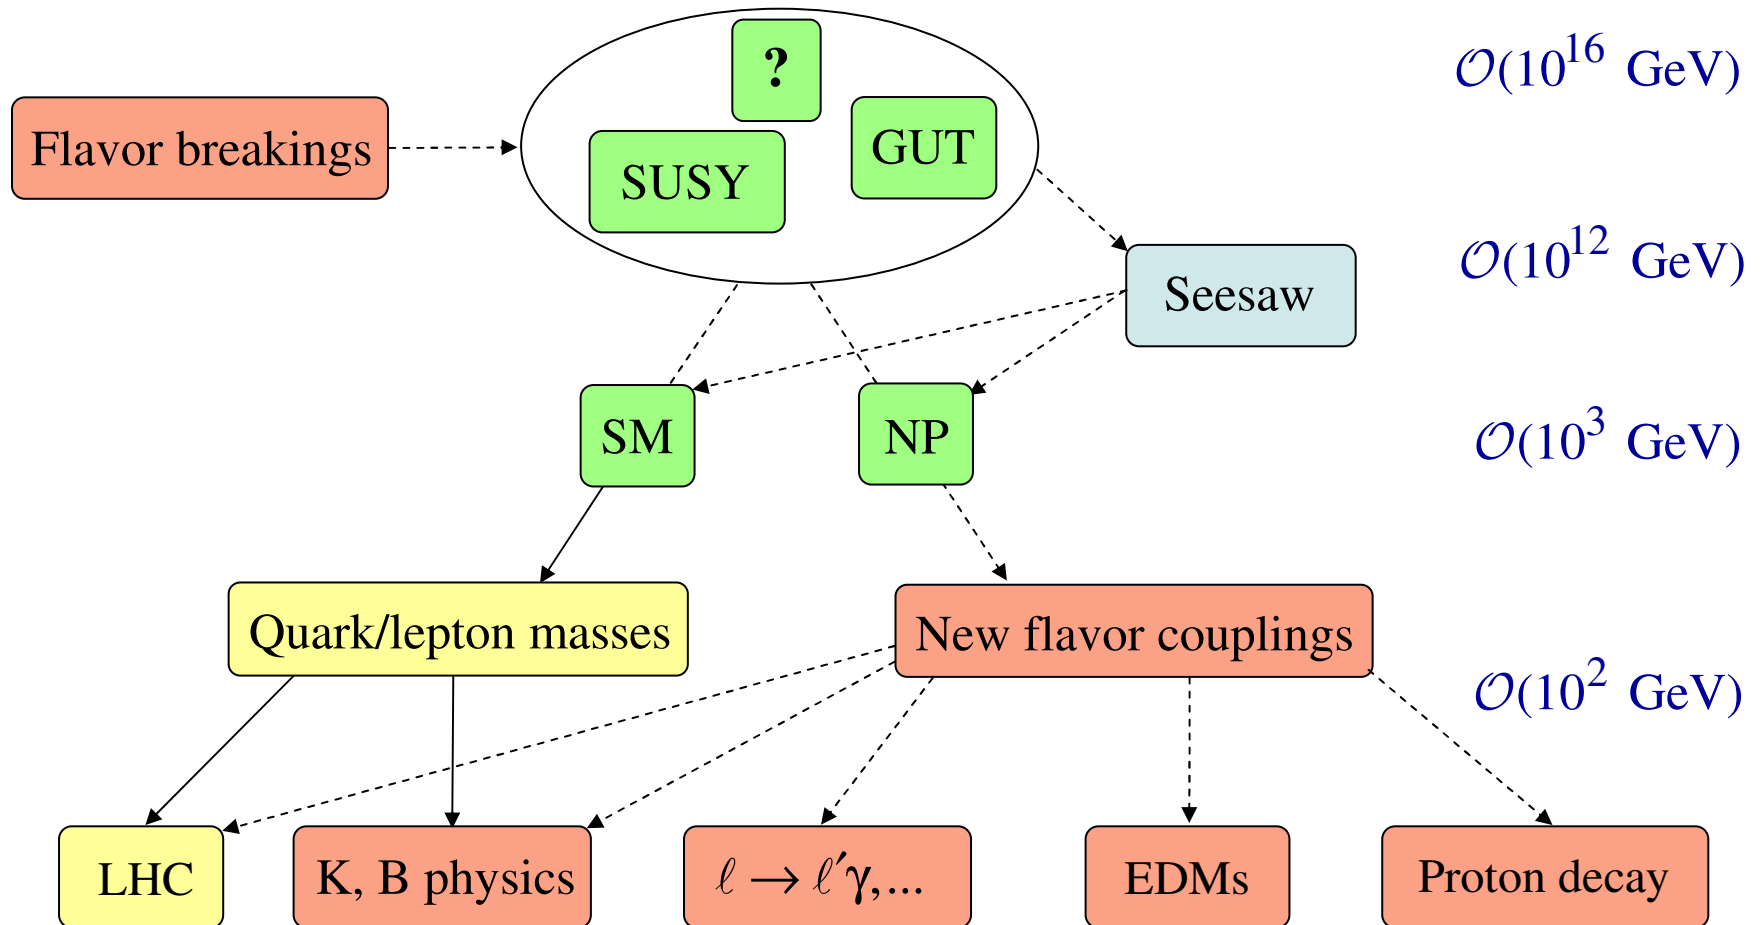 ?
𝒪(10^16 GeV)
Flavor breakings
GUT
SUSY
𝒪(10^12 GeV)
Seesaw
SM
NP
𝒪(10^3 GeV)
Quark/lepton masses
New flavor couplings
𝒪(10^2 GeV)
LHC
K, B physics
ℓ → ℓ′γ,...
EDMs
Proton decay